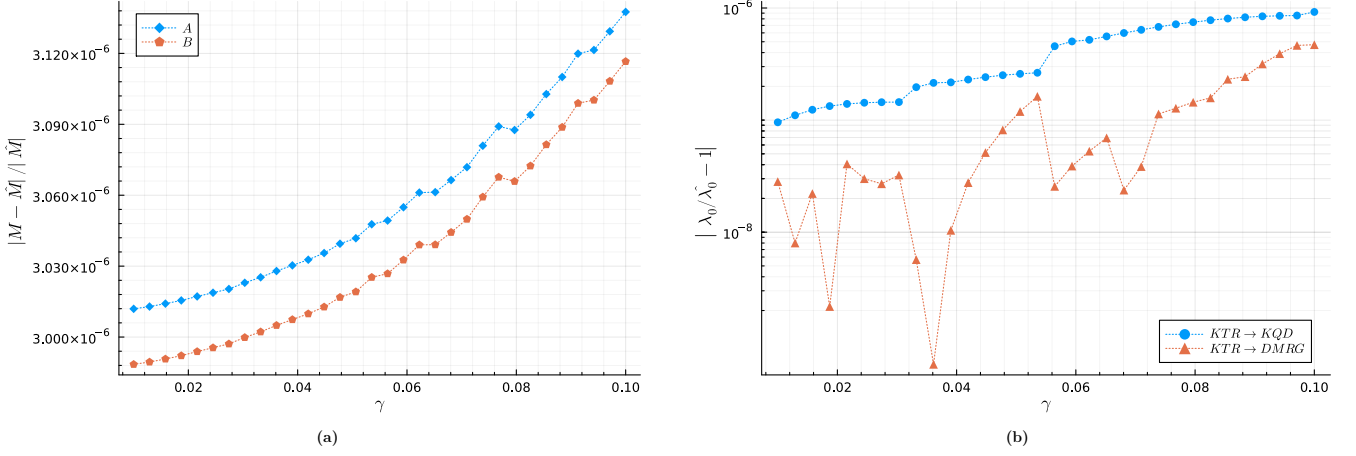 A
B
3.120×10⁻⁶
3.090×10⁻⁶
3.060×10⁻⁶
3.030×10⁻⁶
3.000×10⁻⁶
|M − M̂| / | M̂|
0.02 0.04 0.06 0.08 0.10
γ
(a)
10⁻⁶
10⁻⁸
| λ₀/λ̂₀ − 1|
KTR → KQD
KTR → DMRG
0.02 0.04 0.06 0.08 0.10
γ
(b)